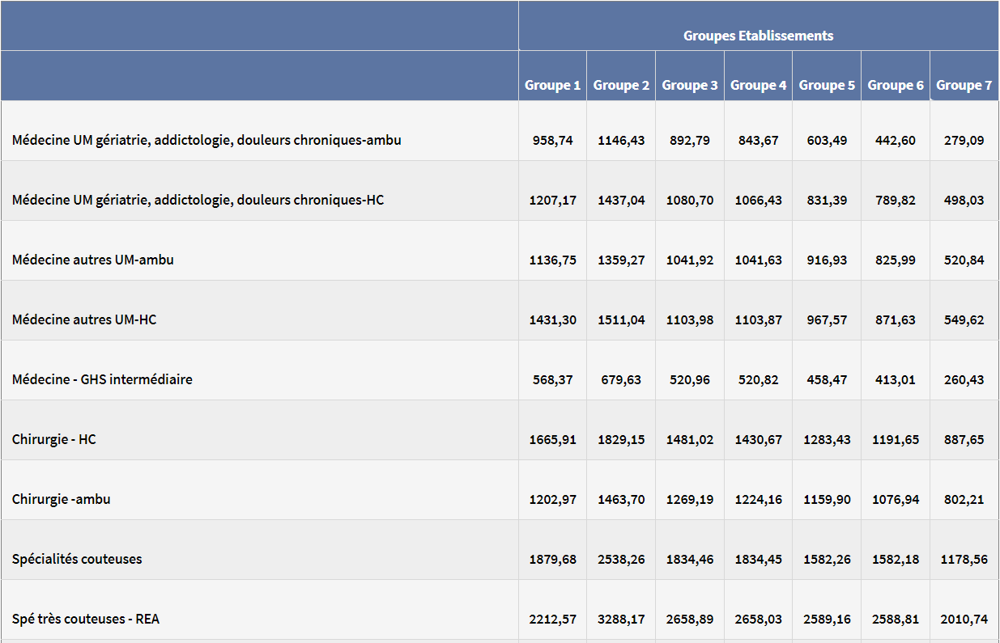 Groupes Etablissements
Groupe 1 Groupe 2 Groupe 3 Groupe 4 Groupe 5 Groupe 6 Groupe 7
Médecine UM gériatrie, addictologie, douleurs chroniques-ambu 958,74 1146,43 892,79 843,67 603,49 442,60 279,09
Médecine UM gériatrie, addictologie, douleurs chroniques-HC 1207,17 1437,04 1080,70 1066,43 831,39 789,82 498,03
Médecine autres UM-ambu 1136,75 1359,27 1041,92 1041,63 916,93 825,99 520,84
Médecine autres UM-HC 1431,30 1511,04 1103,98 1103,87 967,57 871,63 549,62
Médecine - GHS intermédiaire 568,37 679,63 520,96 520,82 458,47 413,01 260,43
Chirurgie - HC 1665,91 1829,15 1481,02 1430,67 1283,43 1191,65 887,65
Chirurgie -ambu 1202,97 1463,70 1269,19 1224,16 1159,90 1076,94 802,21
Spécialités couteuses 1879,68 2538,26 1834,46 1834,45 1582,26 1582,18 1178,56
Spé très couteuses - REA 2212,57 3288,17 2658,89 2658,03 2589,16 2588,81 2010,74